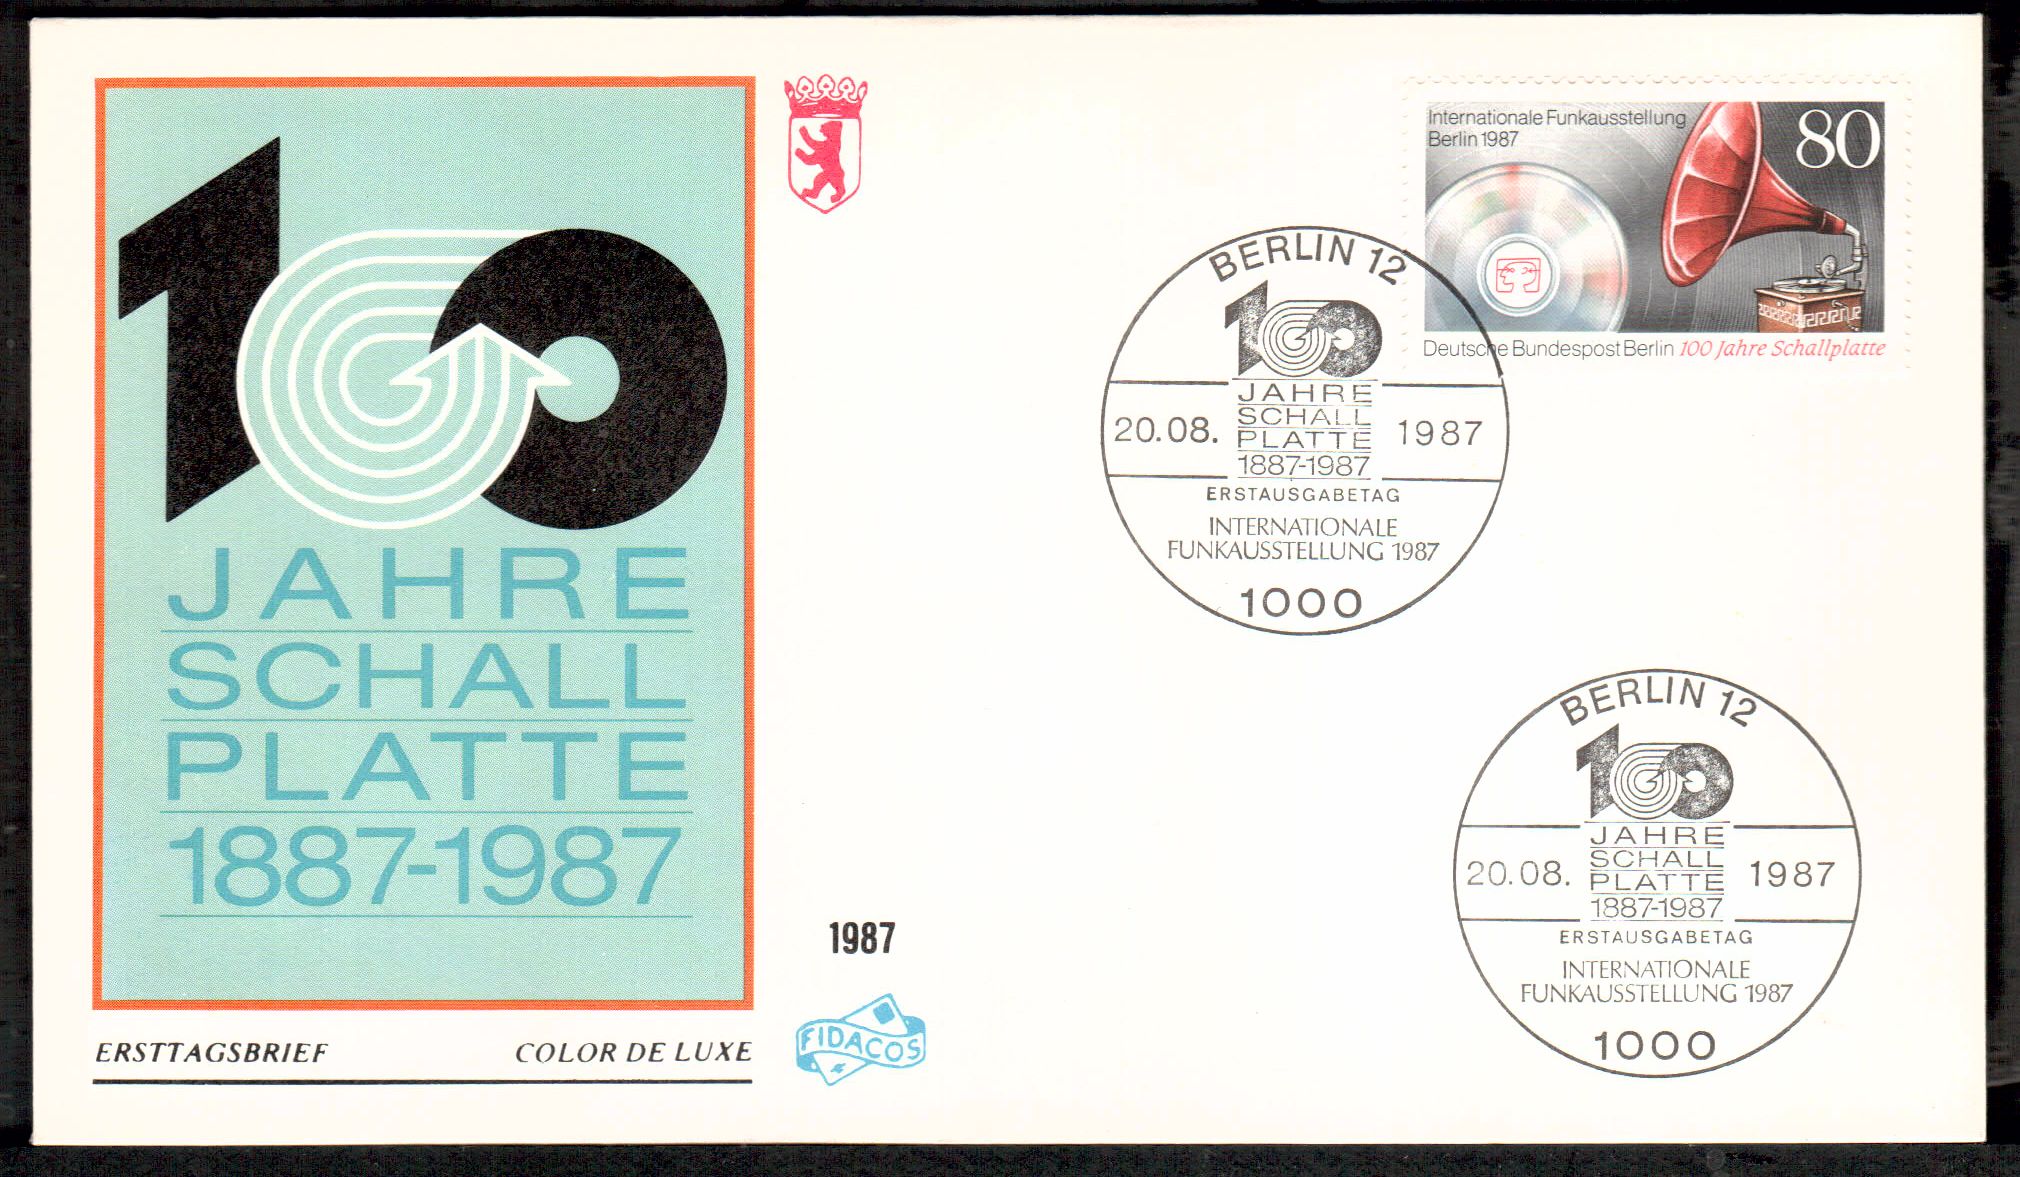 100
JAHRE
SCHALL
PLATTE
1887-1987
ERSTTAGSBRIEF COLOR DE LUXE
1987
FIDACOS
Internationale Funkausstellung
Berlin 1987
80
Deutsche Bundespost Berlin 100 Jahre Schallplatte
BERLIN 12
100
JAHRE
SCHALL
PLATTE
1887-1987
20.08. 1987
ERSTAUSGABETAG
INTERNATIONALE
FUNKAUSSTELLUNG 1987
1000
BERLIN 12
100
JAHRE
SCHALL
PLATTE
1887-1987
20.08. 1987
ERSTAUSGABETAG
INTERNATIONALE
FUNKAUSSTELLUNG 1987
1000